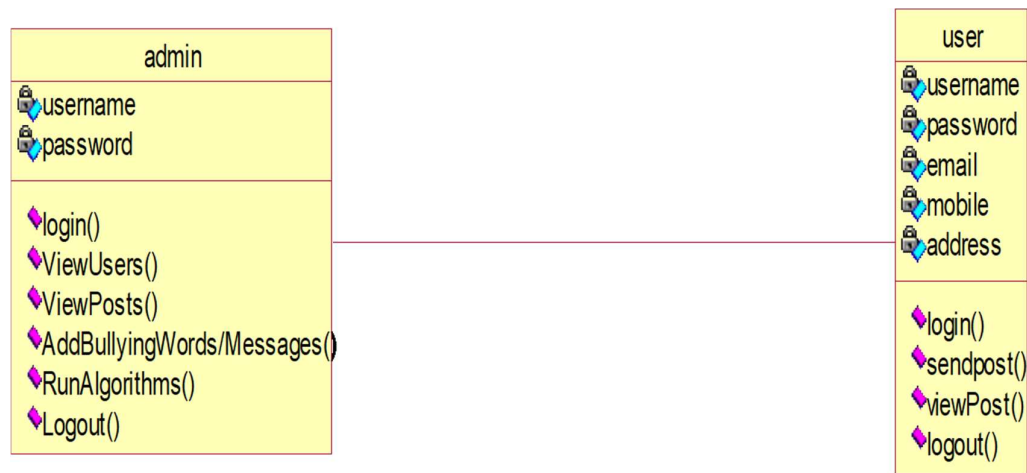 admin
username
password
login()
ViewUsers()
ViewPosts()
AddBullyingWords/Messages()
RunAlgorithms()
Logout()
user
username
password
email
mobile
address
login()
sendpost()
viewPost()
logout()